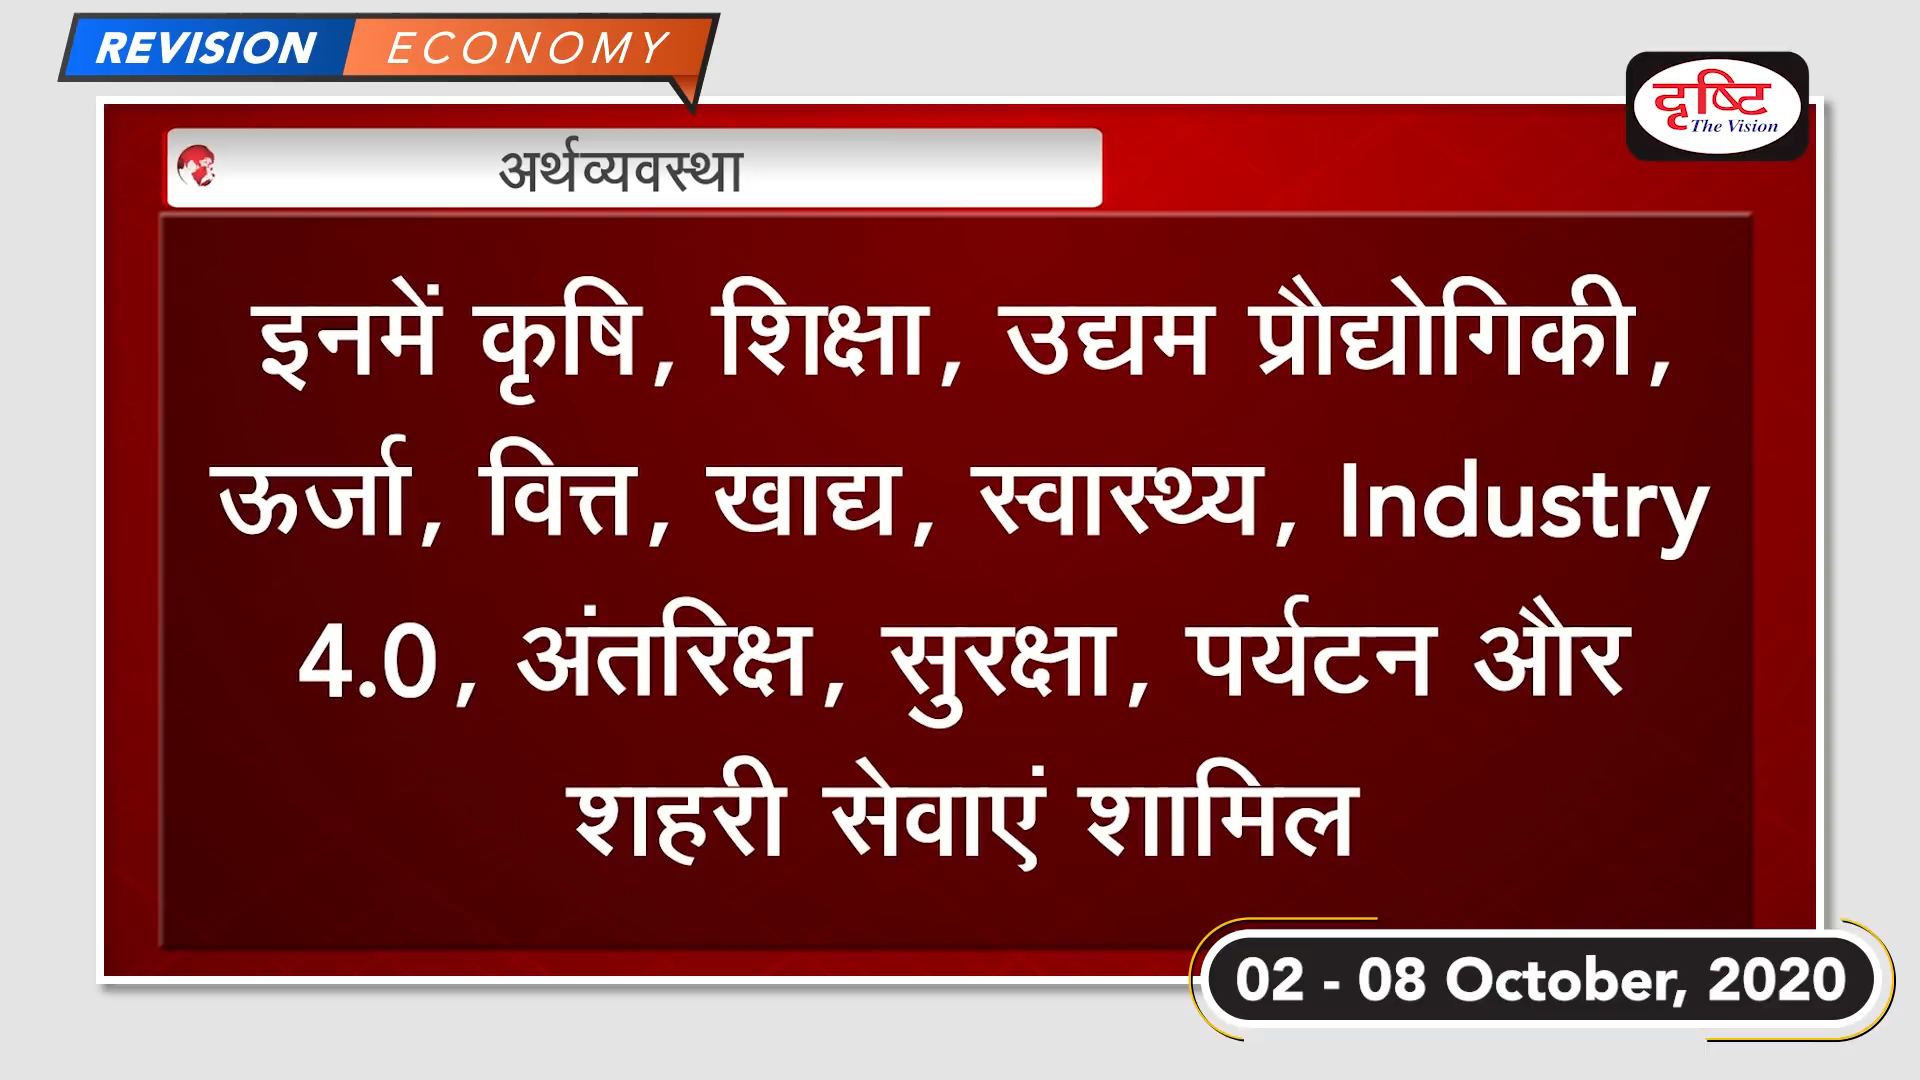 REVISION ECONOMY
दृष्टि
The Vision
अर्थव्यवस्था
इनमें कृषि, शिक्षा, उद्यम प्रौद्योगिकी,
ऊर्जा, वित्त, खाद्य, स्वास्थ्य, Industry
4.0, अंतरिक्ष, सुरक्षा, पर्यटन और
शहरी सेवाएं शामिल
02 - 08 October, 2020